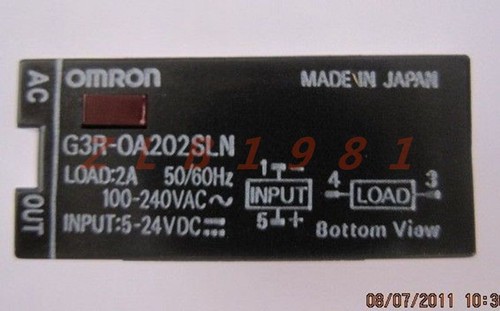 AC OUT
OMRON MADE IN JAPAN
G3R-OA202SLN
2181981
LOAD:2A 50/60Hz
100-240VAC~
INPUT:5-24VDC
1 -
INPUT
5 +
4 LOAD 3
Bottom View
08/07/2011 10:3